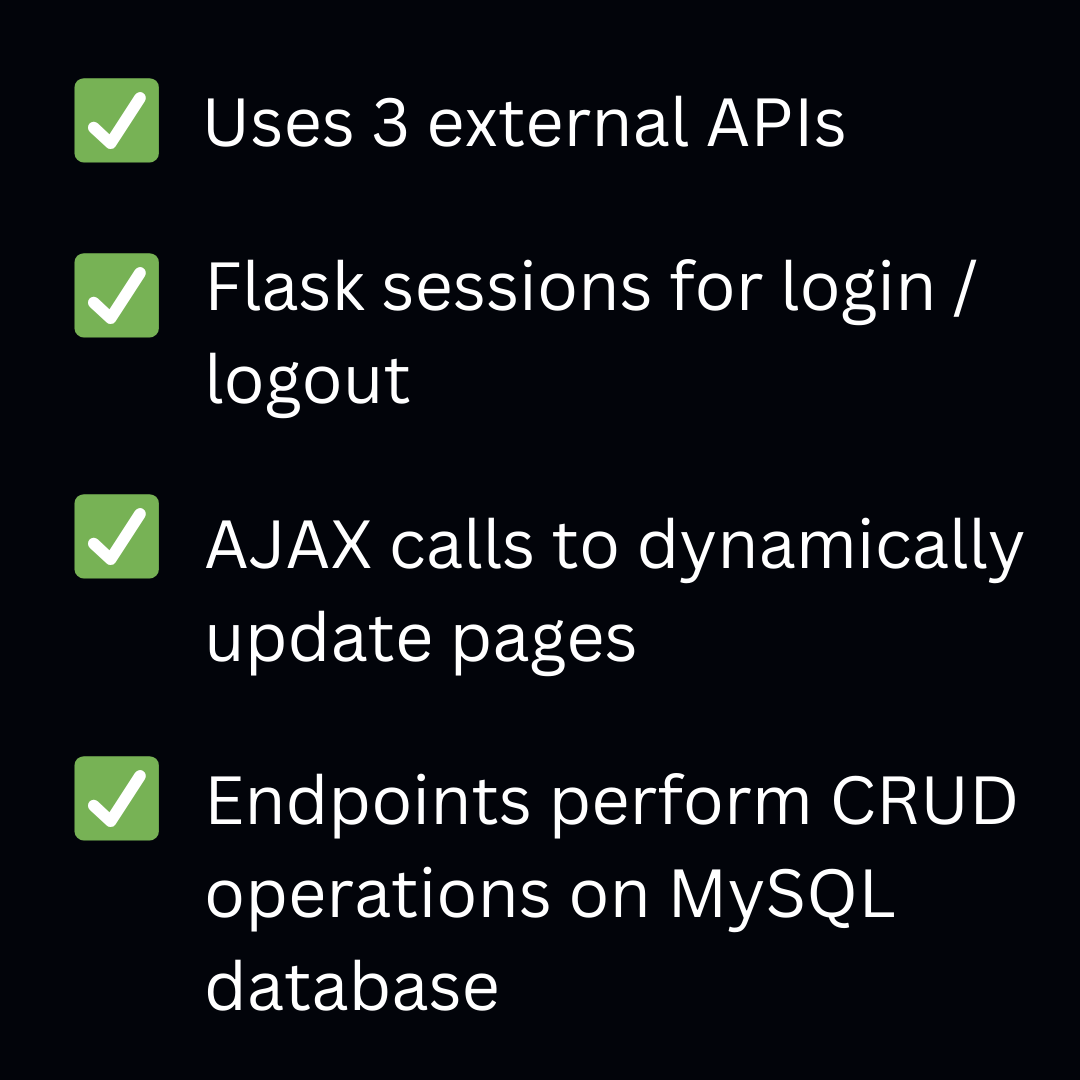 Uses 3 external APIs
Flask sessions for login /
logout
AJAX calls to dynamically
update pages
Endpoints perform CRUD
operations on MySQL
database